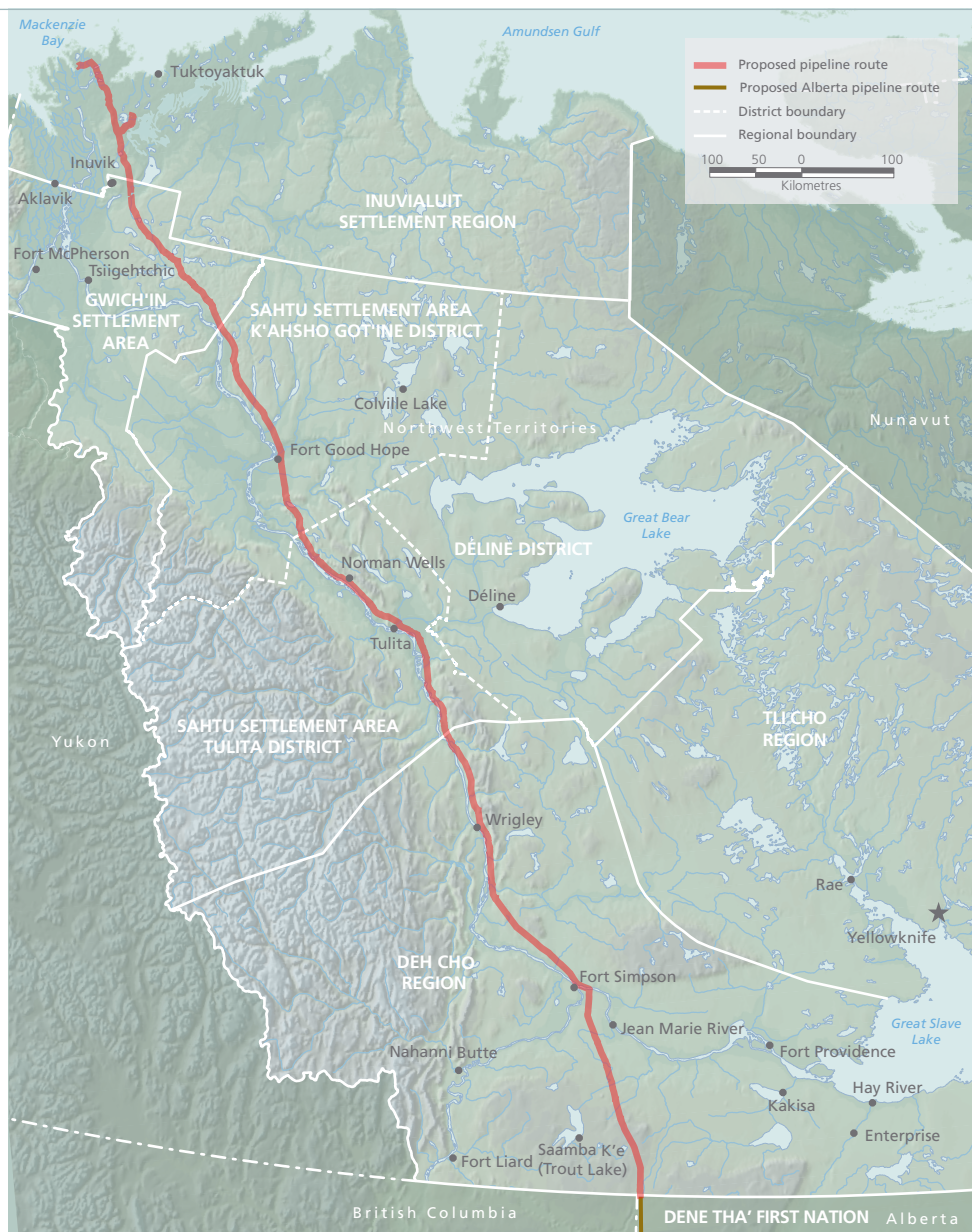 Mackenzie
Bay
Amundsen Gulf
Tuktoyaktuk
Proposed pipeline route
Proposed Alberta pipeline route
District boundary
Regional boundary
100 50 0 100
Kilometres
Inuvik
Aklavik
INUVIALUIT
SETTLEMENT REGION
Fort McPherson
Tsiigehtchic
GWICH'IN
SETTLEMENT
AREA
SAHTU SETTLEMENT AREA
K'AHSHO GOT'INE DISTRICT
Colville Lake
Northwest Territories
Nunavut
Fort Good Hope
Great Bear
Lake
DÉLINE DISTRICT
Norman Wells
Déline
Tulita
SAHTU SETTLEMENT AREA
TULITA DISTRICT
TLI CHO
REGION
Yukon
Wrigley
Rae
Yellowknife
DEH CHO
REGION
Fort Simpson
Great Slave
Lake
Jean Marie River
Nahanni Butte
Fort Providence
Hay River
Kakisa
Enterprise
Saamba K'e
(Trout Lake)
Fort Liard
British Columbia
DENE THA' FIRST NATION
Alberta